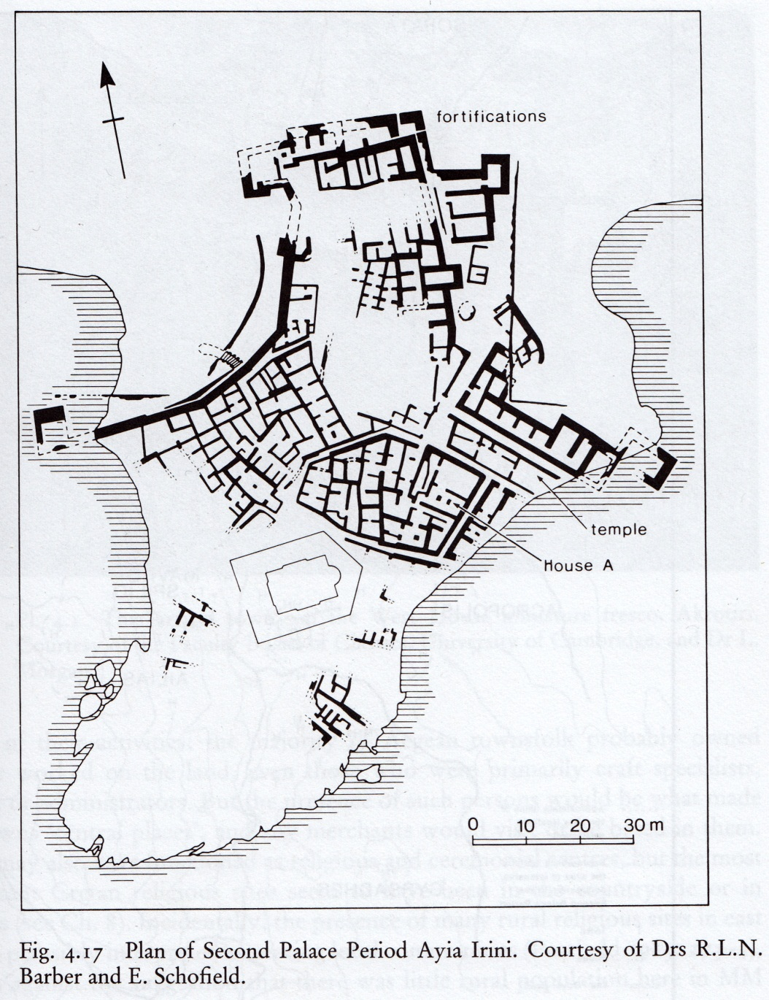 fortifications
temple
House A
0 10 20 30 m
Fig. 4.17 Plan of Second Palace Period Ayia Irini. Courtesy of Drs R.L.N.
Barber and E. Schofield.